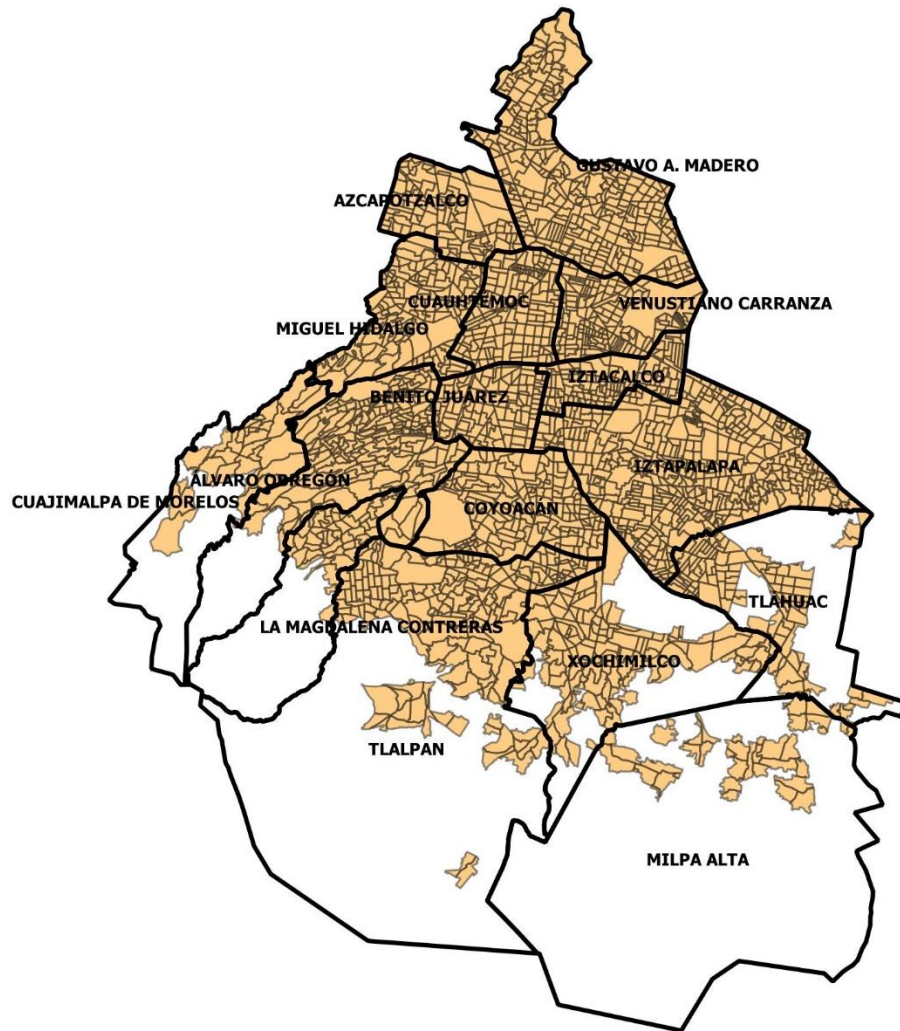 GUSTAVO A. MADERO
AZCAPOTZALCO
CUAUHTÉMOC
VENUSTIANO CARRANZA
MIGUEL HIDALGO
IZTACALCO
BENITO JUÁREZ
IZTAPALAPA
ÁLVARO OBREGÓN
CUAJIMALPA DE MORELOS
COYOACÁN
TLÁHUAC
LA MAGDALENA CONTRERAS
XOCHIMILCO
TLALPAN
MILPA ALTA